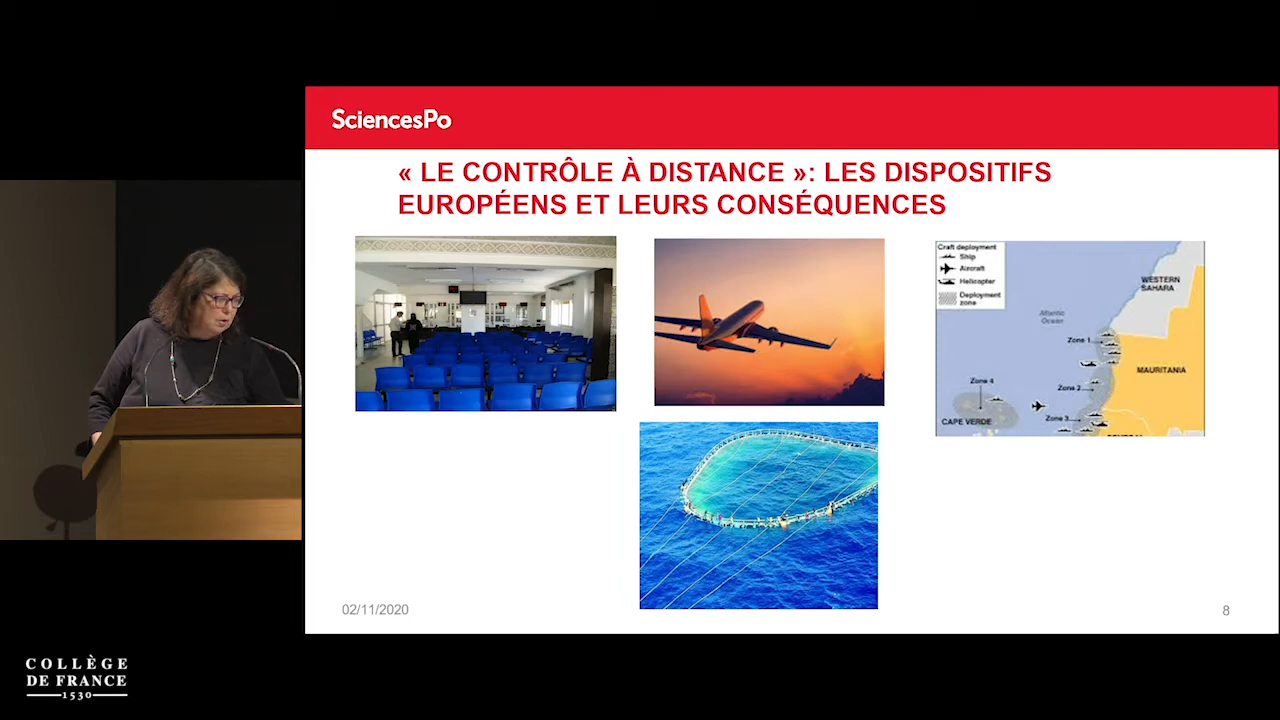 SciencesPo
« LE CONTRÔLE À DISTANCE »: LES DISPOSITIFS
EUROPÉENS ET LEURS CONSÉQUENCES
Craft deployment
Ship
Aircraft
Helicopter
Deployment
zone
WESTERN
SAHARA
Atlantic
Ocean
Zone 1
MAURITANIA
Zone 2
Zone 4
Zone 3
CAPE VERDE
02/11/2020
8
COLLÈGE
DE FRANCE
1530